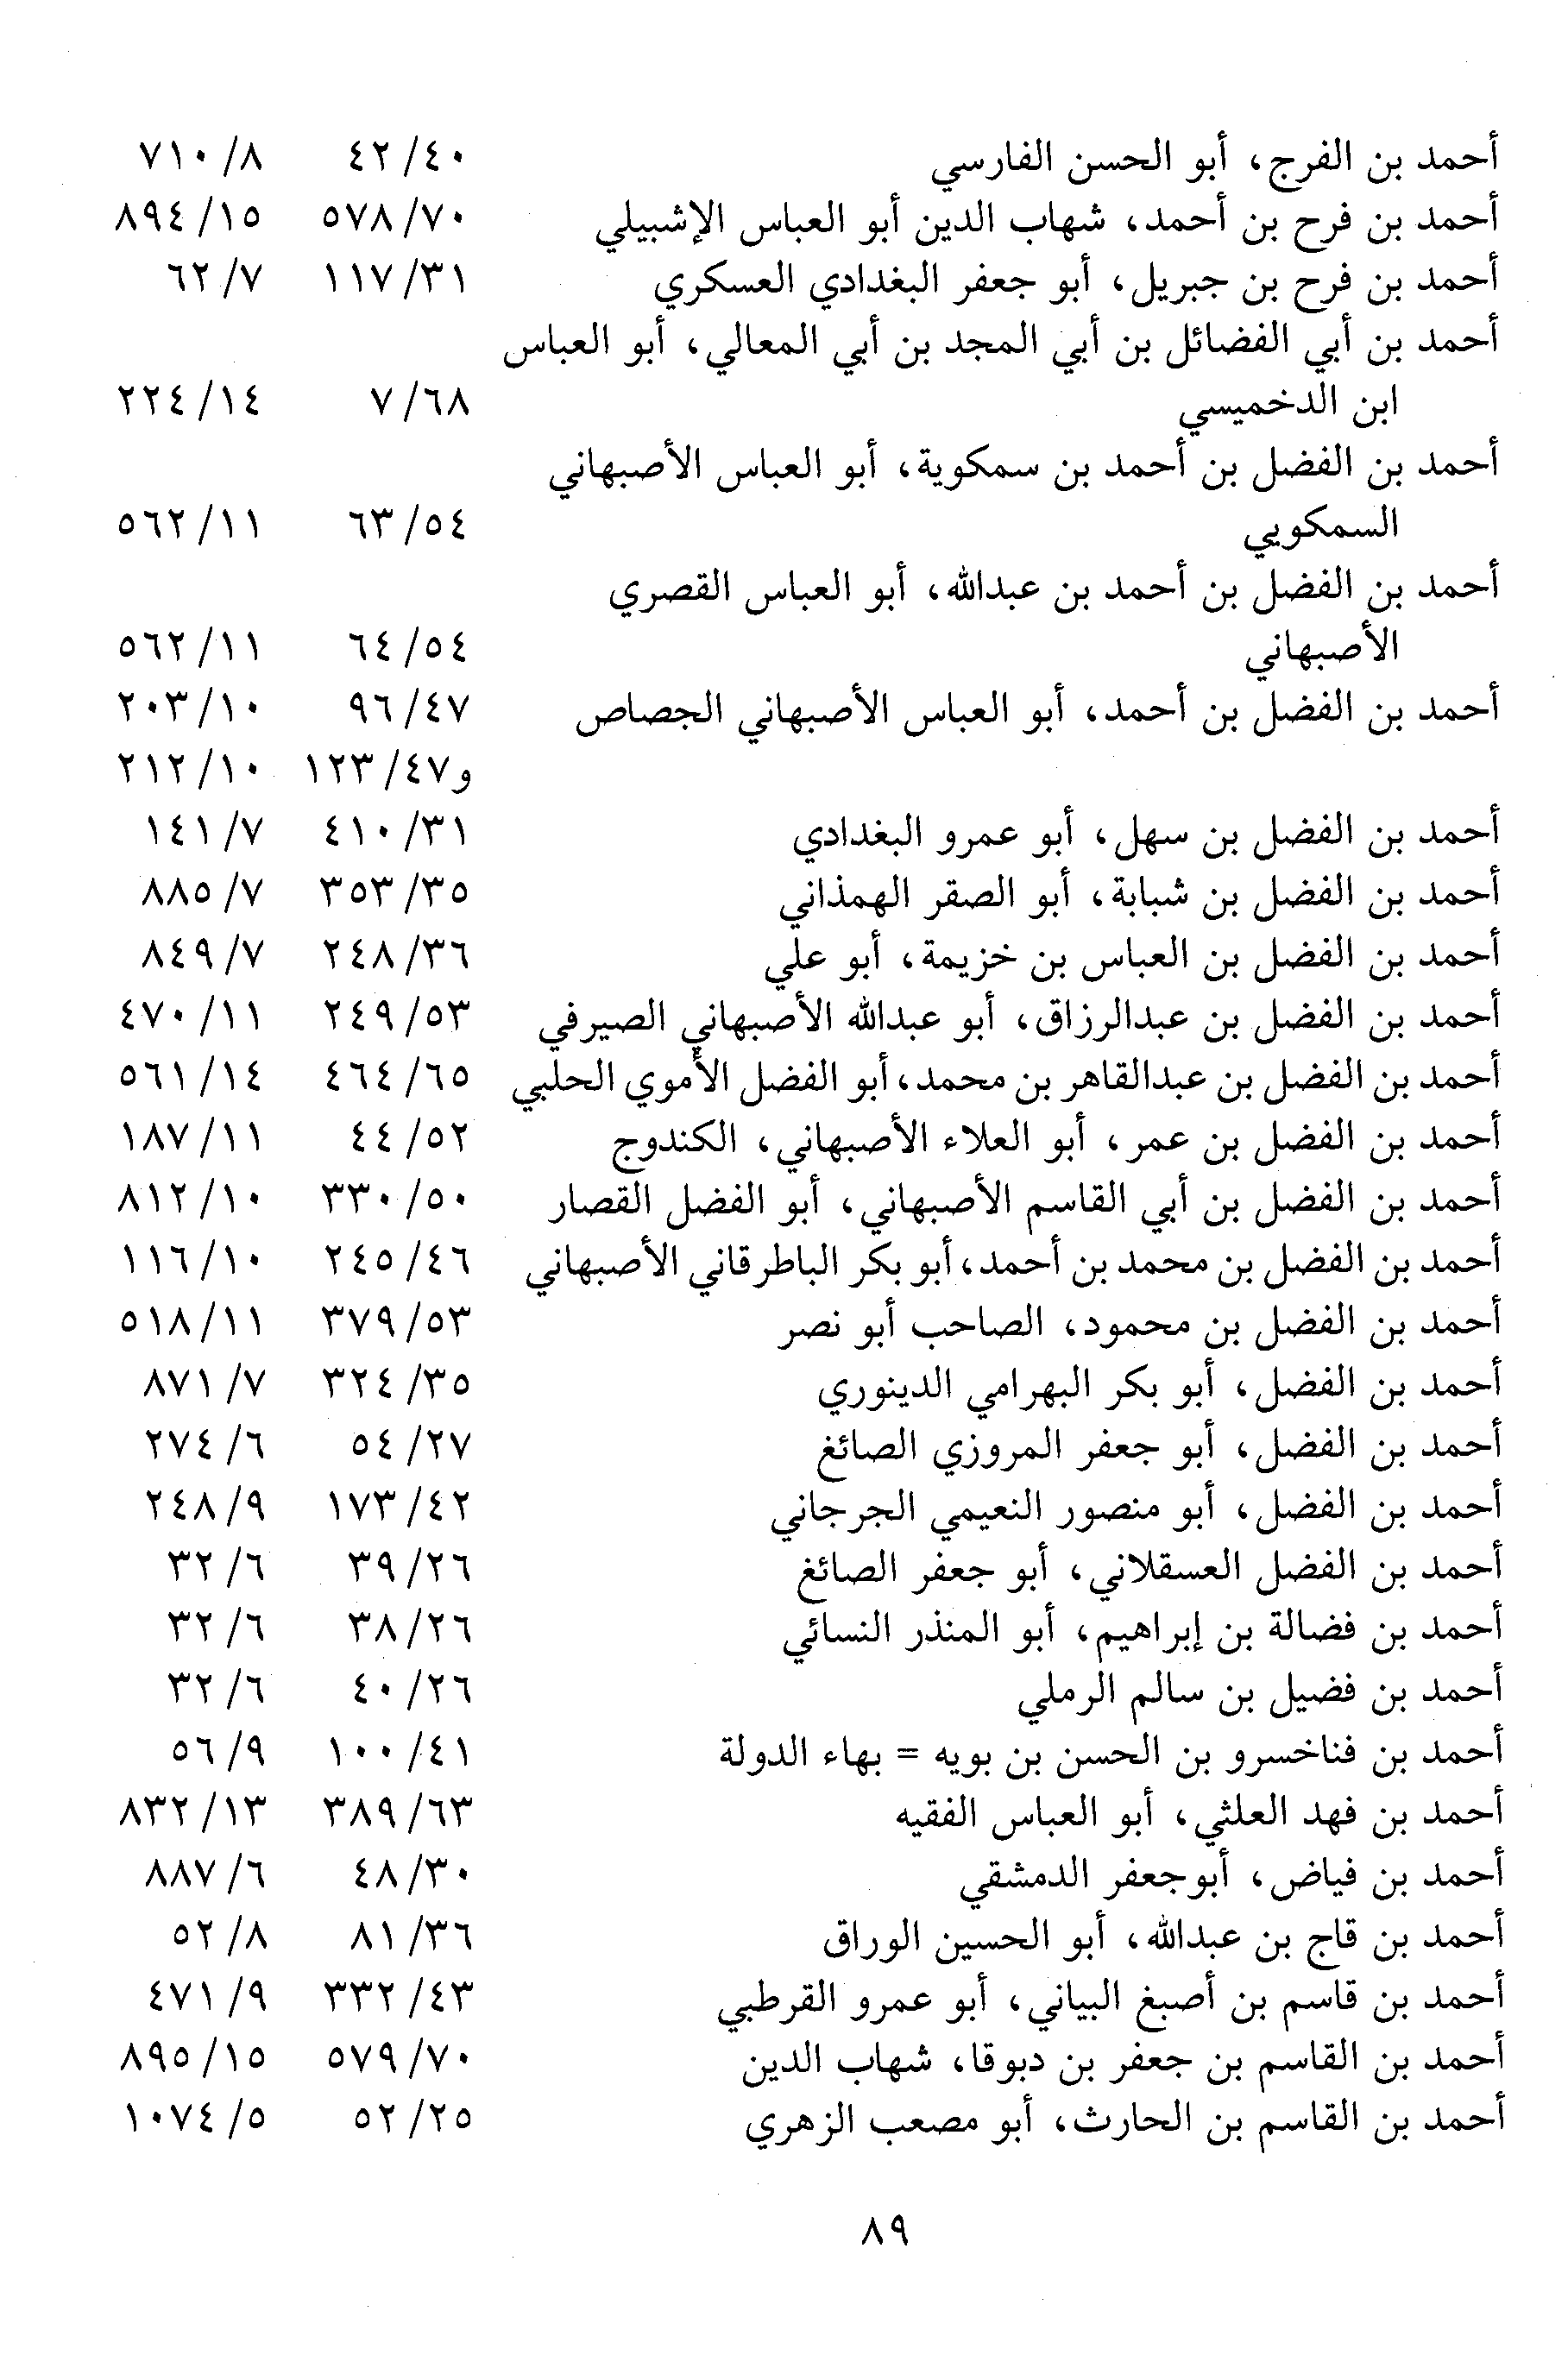 أحمد بن الفرج، أبو الحسن الفارسي ٤٠/ ٤٢ ٨/ ٧١٠
أحمد بن فرح بن أحمد، شهاب الدين أبو العباس الإشبيلي ٧٠/ ٥٧٨ ١٥/ ٨٩٤
أحمد بن فرح بن جبريل، أبو جعفر البغدادي العسكري ٣١/ ١١٧ ٧/ ٦٢
أحمد بن أبي الفضائل بن أبي المجد بن أبي المعالي، أبو العباس
ابن الدخميسي ٦٨/ ٧ ١٤/ ٢٢٤
أحمد بن الفضل بن أحمد بن سمكوية، أبو العباس الأصبهاني
السمكويي ٥٤/ ٦٣ ١١/ ٥٦٢
أحمد بن الفضل بن أحمد بن عبدالله، أبو العباس القصري
الأصبهاني ٥٤/ ٦٤ ١١/ ٥٦٢
أحمد بن الفضل بن أحمد، أبو العباس الأصبهاني الجصاص ٤٧/ ٩٦ ١٠/ ٢٠٣
و٤٧/ ١٢٣ ١٠/ ٢١٢
أحمد بن الفضل بن سهل، أبو عمرو البغدادي ٣١/ ٤١٠ ٧/ ١٤١
أحمد بن الفضل بن شبابة، أبو الصقر الهمذاني ٣٥/ ٣٥٣ ٧/ ٨٨٥
أحمد بن الفضل بن العباس بن خزيمة، أبو علي ٣٦/ ٢٤٨ ٧/ ٨٤٩
أحمد بن الفضل بن عبدالرزاق، أبو عبدالله الأصبهاني الصيرفي ٥٣/ ٢٤٩ ١١/ ٤٧٠
أحمد بن الفضل بن عبدالقاهر بن محمد، أبو الفضل الأموي الحلبي ٦٥/ ٤٦٤ ١٤/ ٥٦١
أحمد بن الفضل بن عمر، أبو العلاء الأصبهاني، الكندوج ٥٢/ ٤٤ ١١/ ١٨٧
أحمد بن الفضل بن أبي القاسم الأصبهاني، أبو الفضل القصار ٥٠/ ٣٣٠ ١٠/ ٨١٢
أحمد بن الفضل بن محمد بن أحمد، أبو بكر الباطرقاني الأصبهاني ٤٦/ ٢٤٥ ١٠/ ١١٦
أحمد بن الفضل بن محمود، الصاحب أبو نصر ٥٣/ ٣٧٩ ١١/ ٥١٨
أحمد بن الفضل، أبو بكر البهرامي الدينوري ٣٥/ ٣٢٤ ٧/ ٨٧١
أحمد بن الفضل، أبو جعفر المروزي الصائغ ٢٧/ ٥٤ ٦/ ٢٧٤
أحمد بن الفضل، أبو منصور النعيمي الجرجاني ٤٢/ ١٧٣ ٩/ ٢٤٨
أحمد بن الفضل العسقلاني، أبو جعفر الصائغ ٢٦/ ٣٩ ٦/ ٣٢
أحمد بن فضالة بن إبراهيم، أبو المنذر النسائي ٢٦/ ٣٨ ٦/ ٣٢
أحمد بن فضيل بن سالم الرملي ٢٦/ ٤٠ ٦/ ٣٢
أحمد بن فناخسرو بن الحسن بن بويه = بهاء الدولة ٤١/ ١٠٠ ٩/ ٥٦
أحمد بن فهد العلثي، أبو العباس الفقيه ٦٣/ ٣٨٩ ١٣/ ٨٣٢
أحمد بن فياض، أبوجعفر الدمشقي ٣٠/ ٤٨ ٦/ ٨٨٧
أحمد بن قاج بن عبدالله، أبو الحسين الوراق ٣٦/ ٨١ ٨/ ٥٢
أحمد بن قاسم بن أصبغ البياني، أبو عمرو القرطبي ٤٣/ ٣٣٢ ٩/ ٤٧١
أحمد بن القاسم بن جعفر بن دبوقا، شهاب الدين ٧٠/ ٥٧٩ ١٥/ ٨٩٥
أحمد بن القاسم بن الحارث، أبو مصعب الزهري ٢٥/ ٥٢ ٥/ ١٠٧٤
٨٩